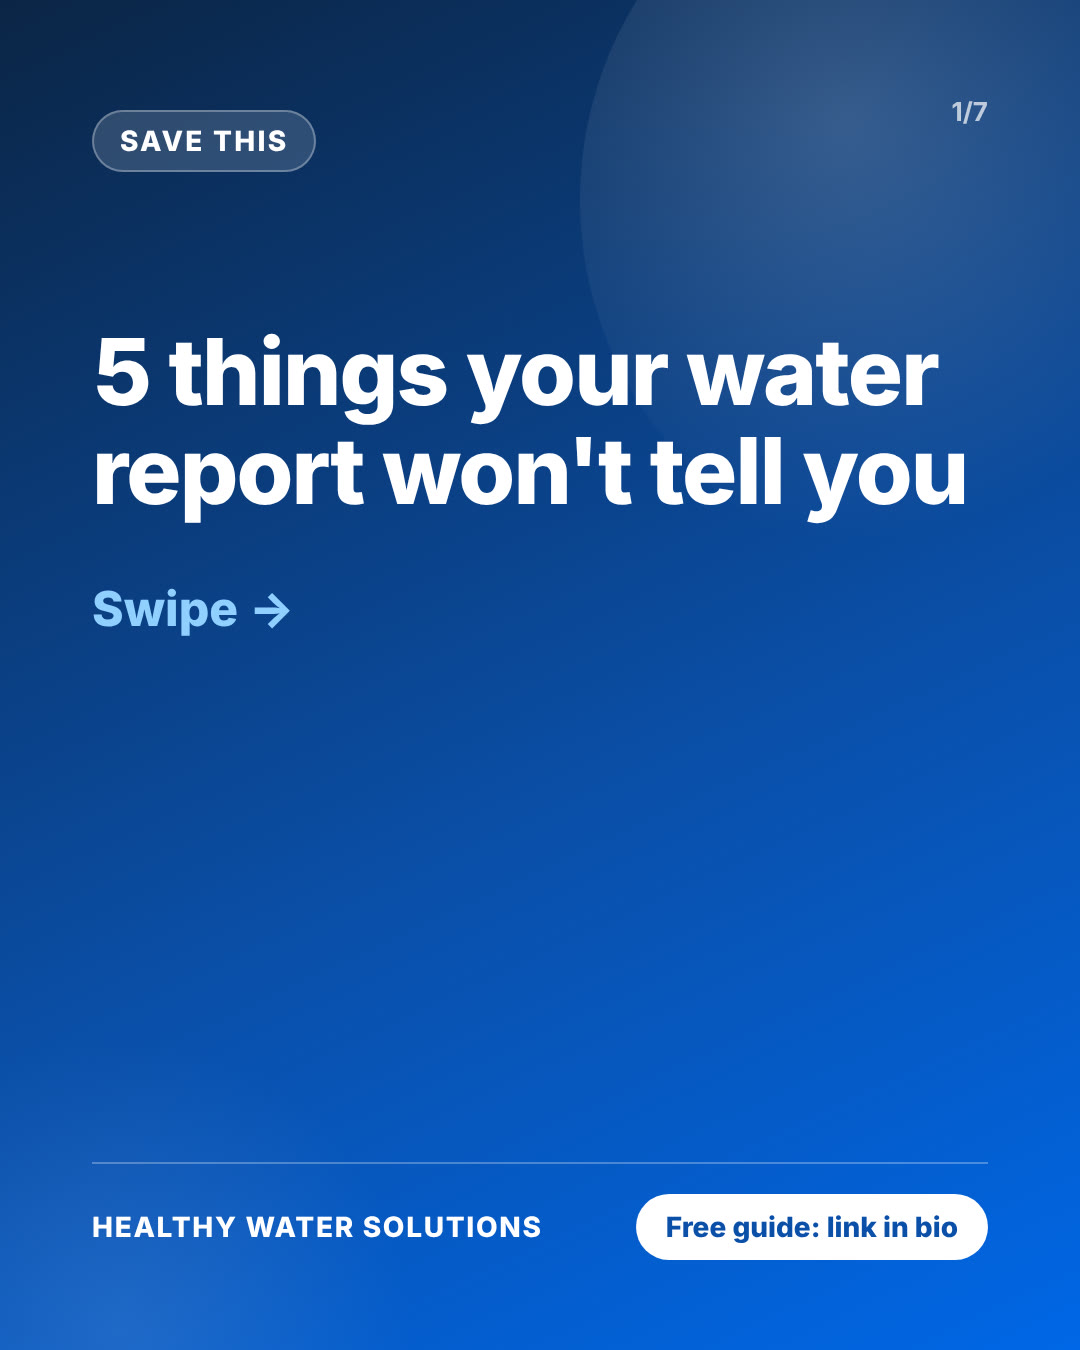 SAVE THIS
1/7
5 things your water
report won't tell you
Swipe →
HEALTHY WATER SOLUTIONS
Free guide: link in bio